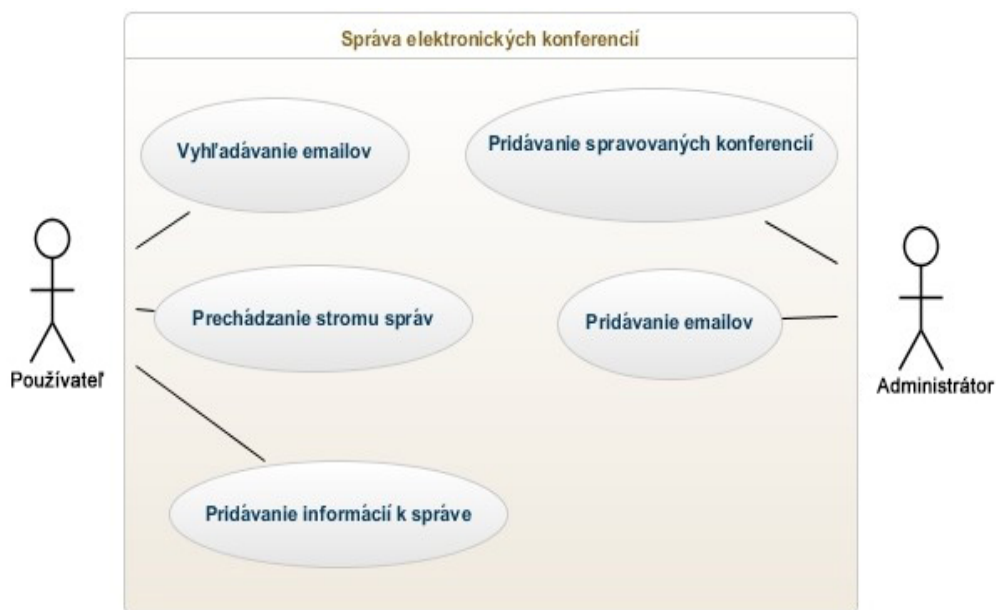 Správa elektronických konferencií
Vyhľadávanie emailov
Pridávanie spravovaných konferencií
Prechádzanie stromu správ
Pridávanie emailov
Používateľ
Administrátor
Pridávanie informácií k správe